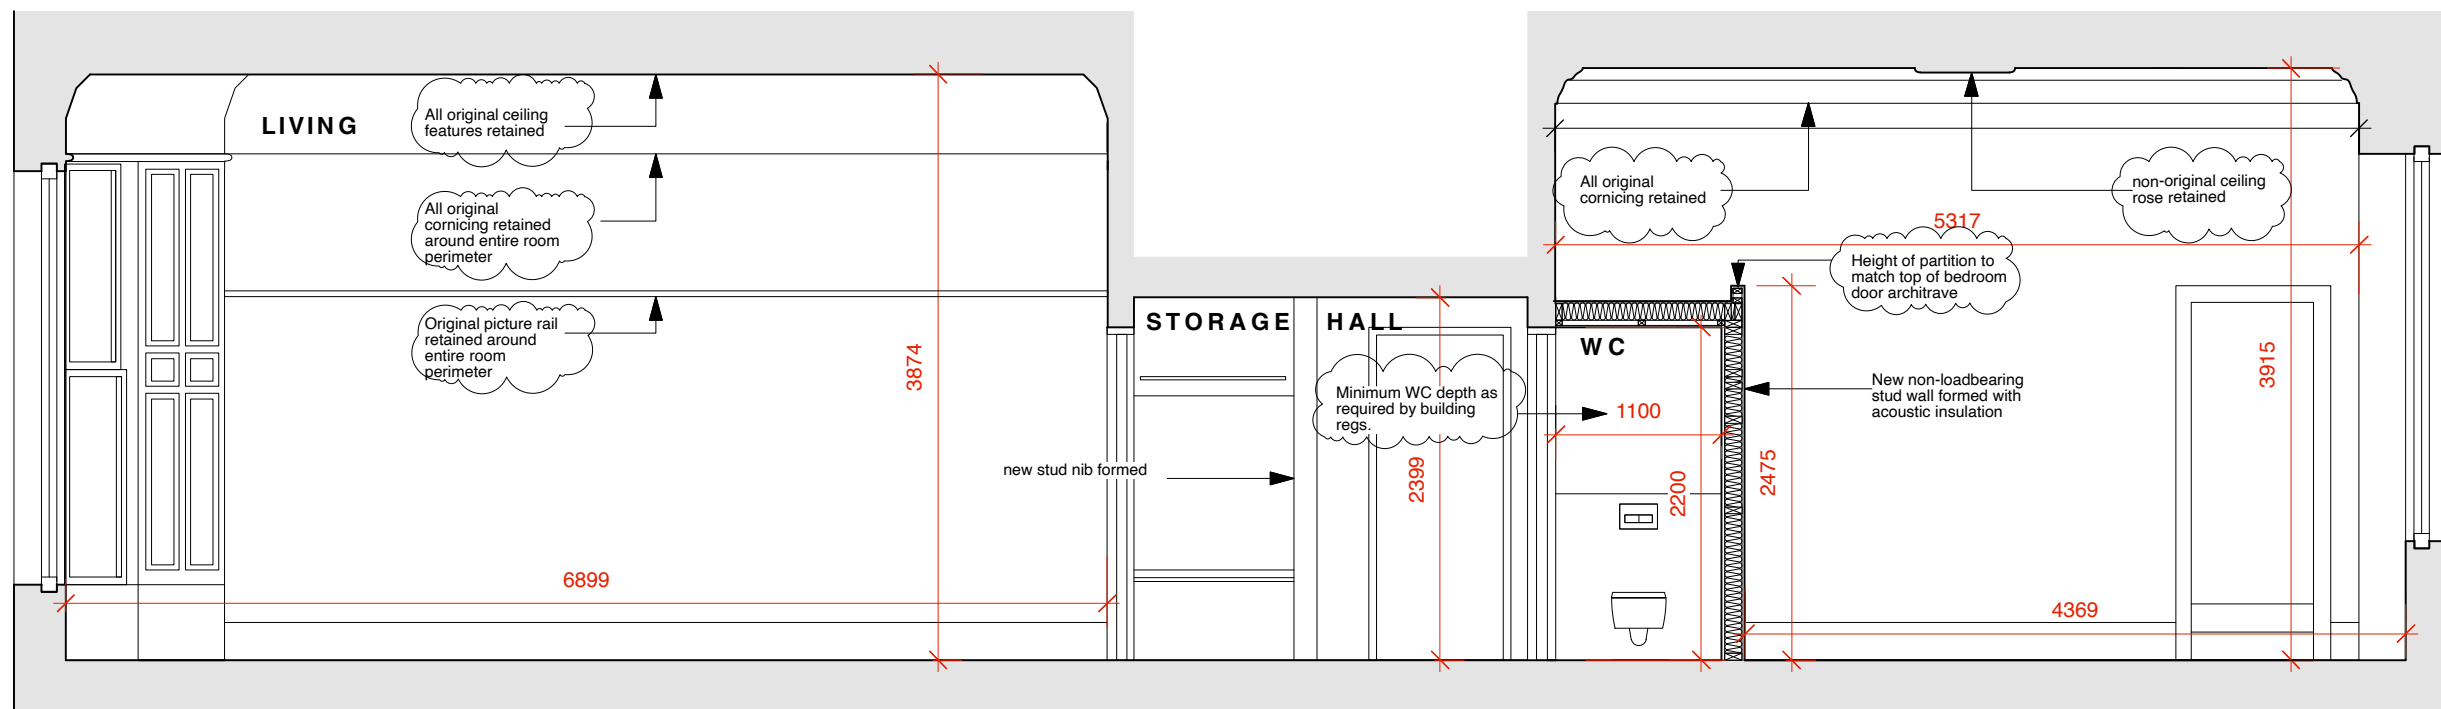 LIVING
All original ceiling
features retained
All original
cornicing retained
around entire room
perimeter
Original picture rail
retained around
entire room
perimeter
3874
6899
STORAGE
HALL
new stud nib formed
Minimum WC depth as
required by building
regs.
2399
WC
1100
2200
2475
All original
cornicing retained
non-original ceiling
rose retained
5317
Height of partition to
match top of bedroom
door architrave
New non-loadbearing
stud wall formed with
acoustic insulation
3915
4369